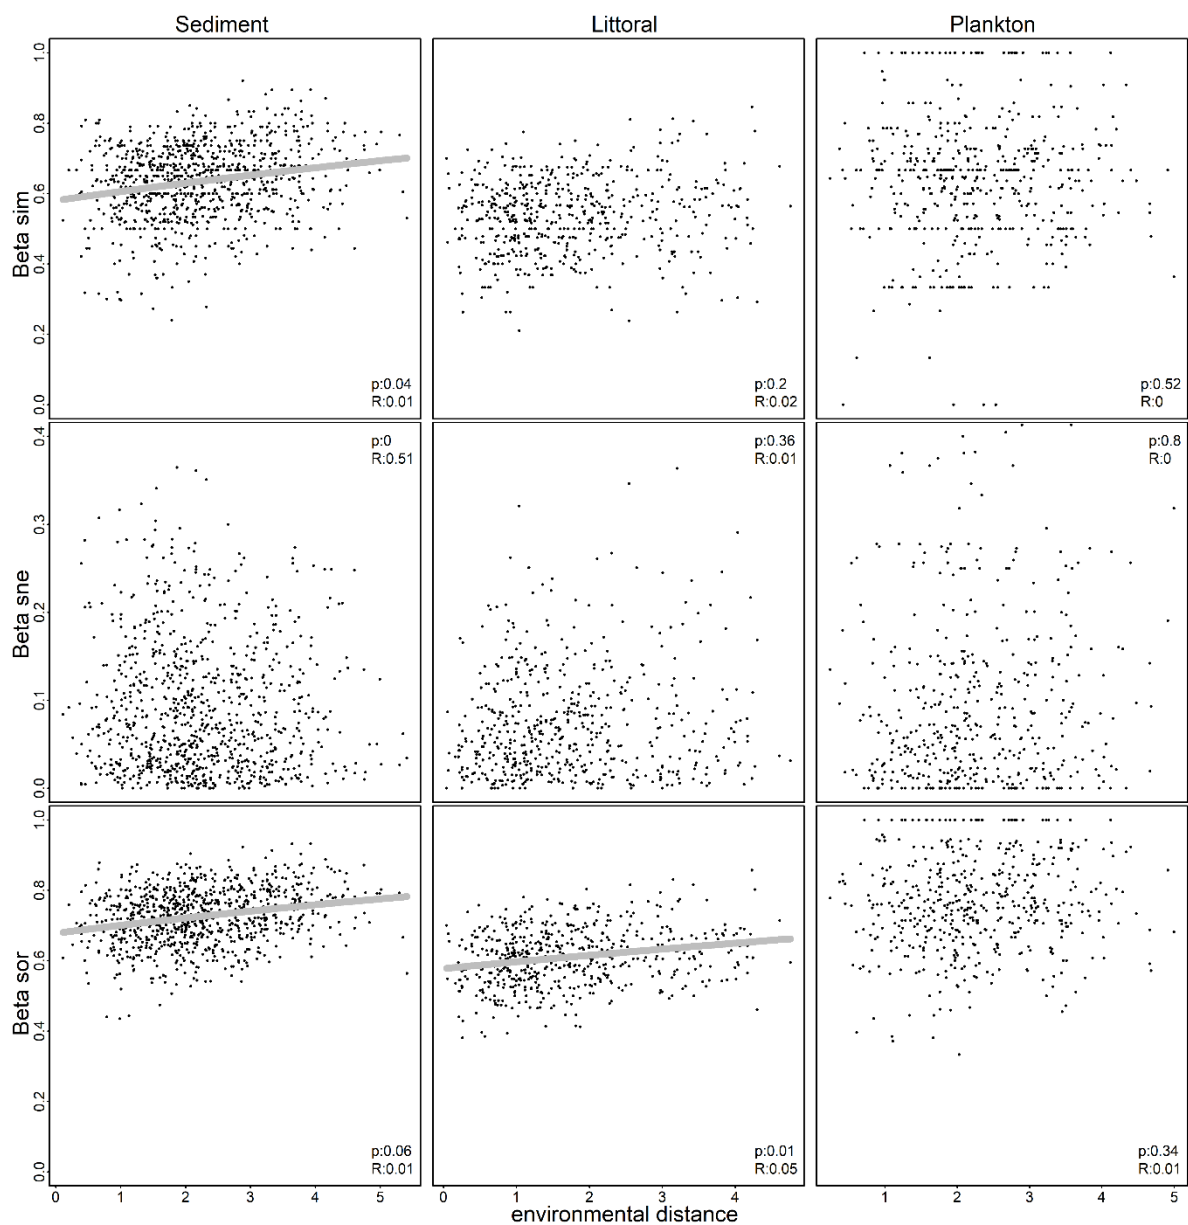 Sediment Littoral Plankton
Beta sim
0.0 0.2 0.4 0.6 0.8 1.0
p:0.04
R:0.01
p:0.2
R:0.02
p:0.52
R:0
Beta sne
0.0 0.1 0.2 0.3 0.4
p:0
R:0.51
p:0.36
R:0.01
p:0.8
R:0
Beta sor
0.0 0.2 0.4 0.6 0.8 1.0
p:0.06
R:0.01
p:0.01
R:0.05
p:0.34
R:0.01
0 1 2 3 4 5
0 1 2 3 4
1 2 3 4 5
environmental distance